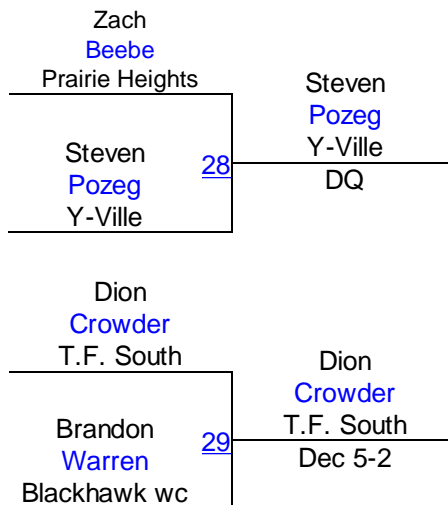 Zach
Beebe
Prairie Heights
Steven
Pozeg
Y-Ville
28
Steven
Pozeg
Y-Ville
DQ
Dion
Crowder
T.F. South
Brandon
Warren
Blackhawk wc
29
Dion
Crowder
T.F. South
Dec 5-2